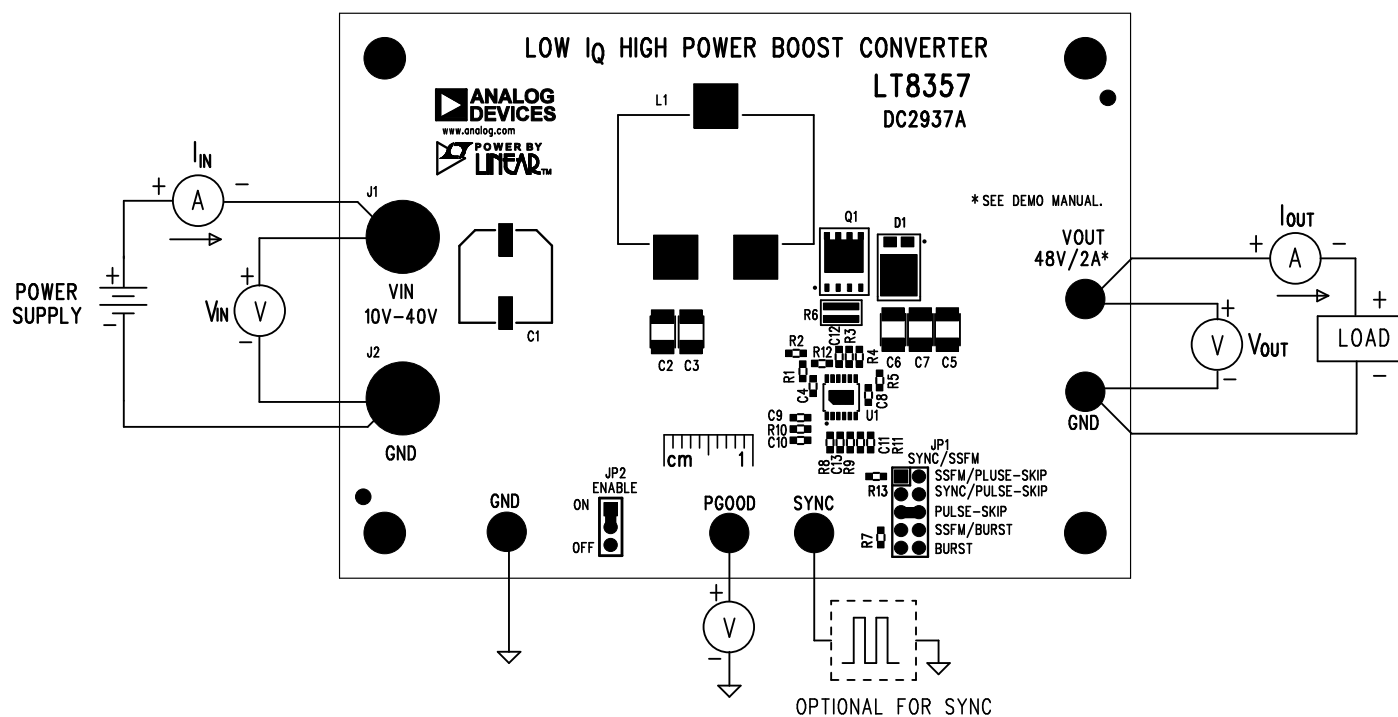 LOW IQ HIGH POWER BOOST CONVERTER
LT8357
DC2937A
ANALOG
DEVICES
www.analog.com
POWER BY
LINEAR™
L1
IIN
+ A -
J1
*SEE DEMO MANUAL.
Q1
D1
IOUT
+ A -
VOUT
48V/2A*
POWER
SUPPLY
+
-
+
VIN
V
-
VIN
10V-40V
C1
R6
+
V
VOUT
-
+
LOAD
-
C2
C3
R2
R12
C12
R3
R4
C6
C7
C5
J2
R1
C4
R5
C8
U1
GND
GND
C9
R10
C10
cm 1
R8
C13
R9
C11
R11
JP1
SYNC/SSFM
SSFM/PLUSE-SKIP
SYNC/PULSE-SKIP
PULSE-SKIP
SSFM/BURST
BURST
R13
R7
GND
JP2
ENABLE
ON
OFF
PGOOD
SYNC
+
V
-
OPTIONAL FOR SYNC